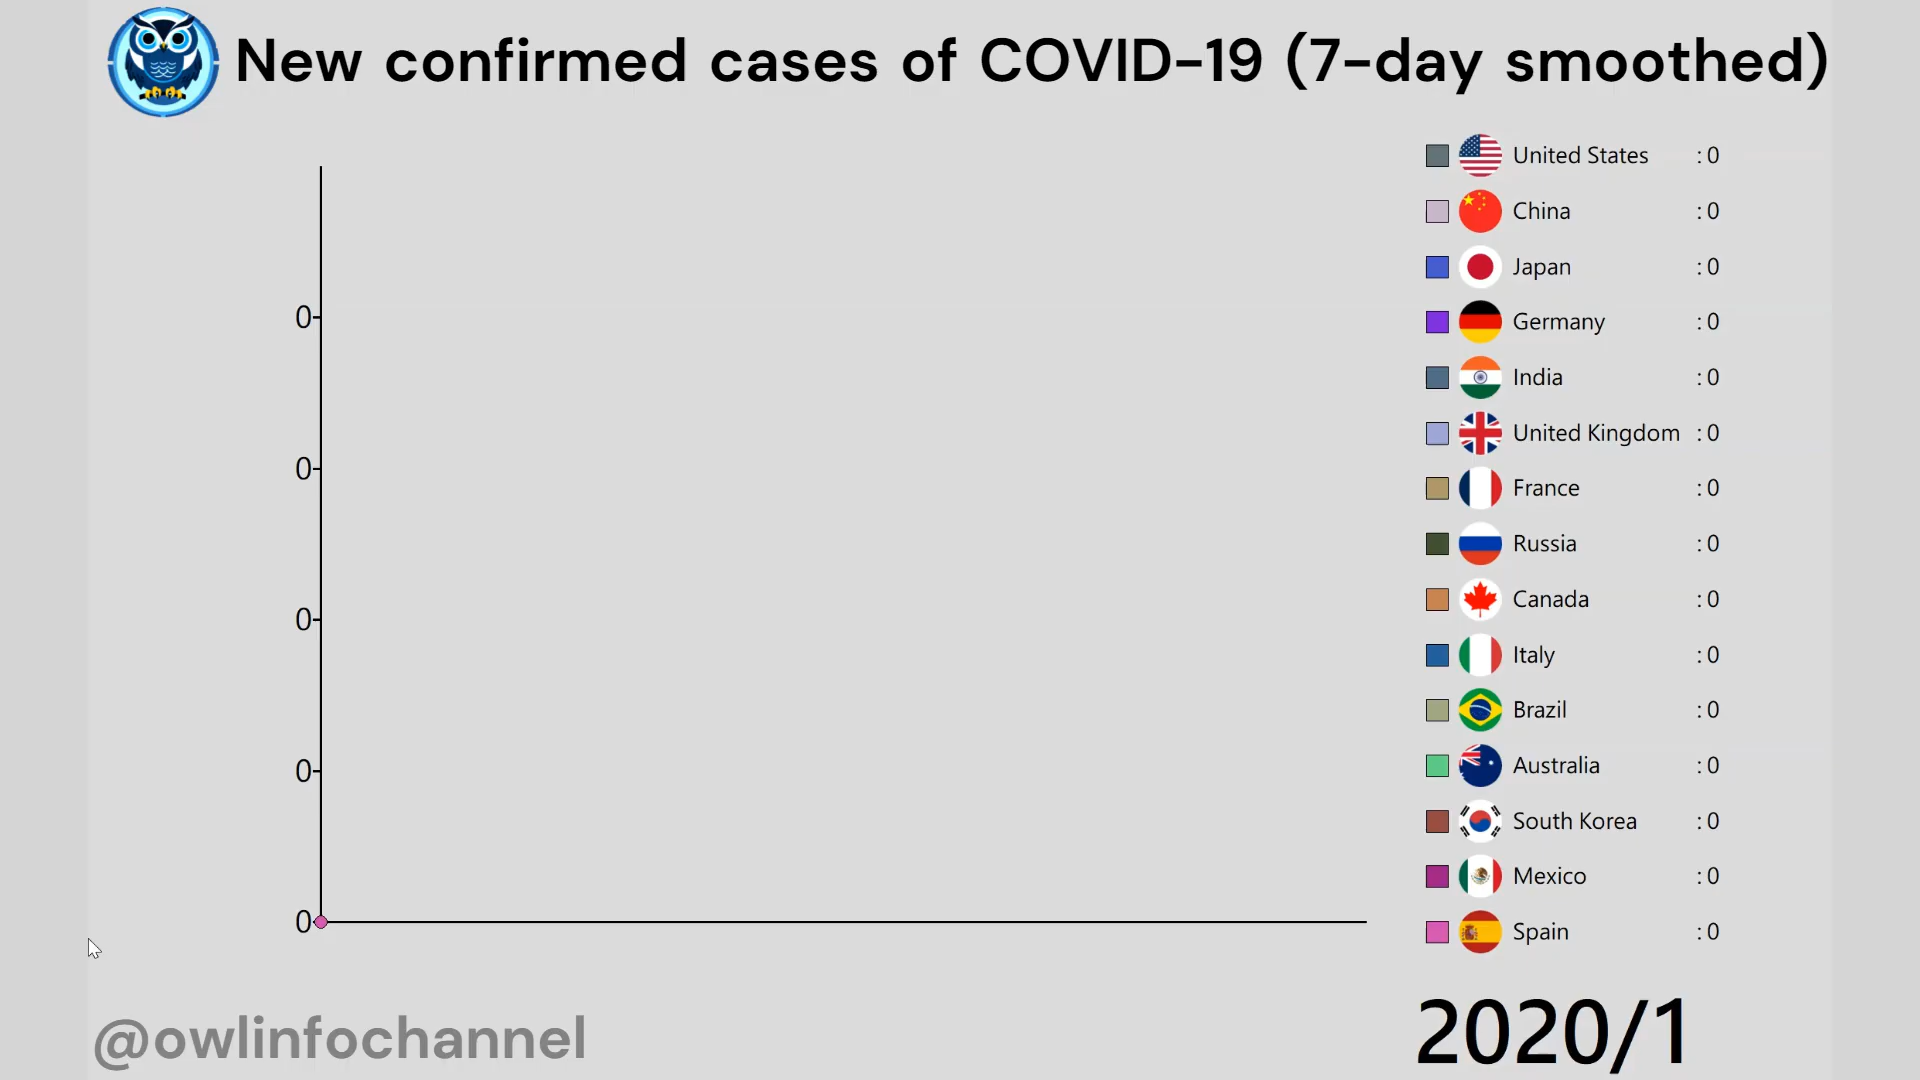 New confirmed cases of COVID-19 (7-day smoothed)
United States : 0
China : 0
Japan : 0
Germany : 0
India : 0
United Kingdom : 0
France : 0
Russia : 0
Canada : 0
Italy : 0
Brazil : 0
Australia : 0
South Korea : 0
Mexico : 0
Spain : 0
0
0
0
0
0
@owlinfochannel
2020/1